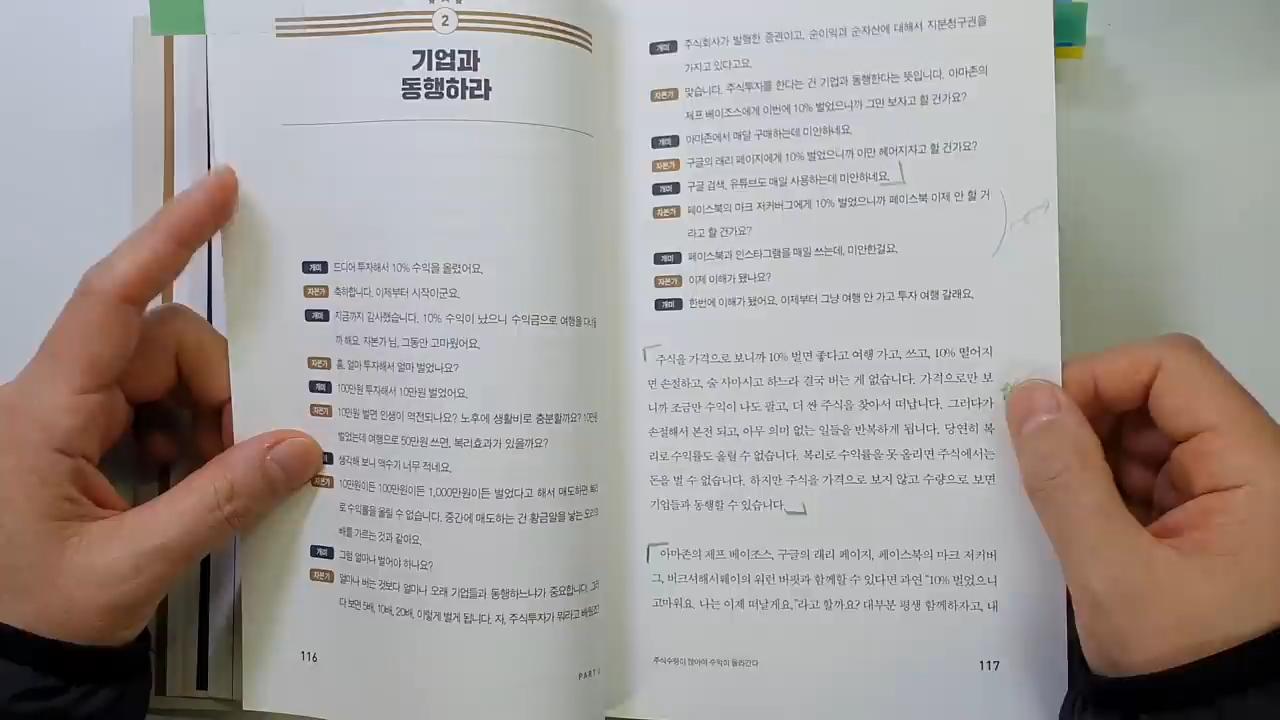 2
기업과
동행하라
개미 드디어 투자해서 10% 수익을 올렸어요.
자본가 축하합니다. 이제부터 시작이군요.
개미 지금까지 감사했습니다. 10% 수익이 났으니 수익금으로 여행을
까 해요. 자본가 님, 그동안 고마웠어요.
자본가 흠, 얼마 투자해서 얼마 벌었나요?
개미 100만원 투자해서 10만원 벌었어요.
자본가 10만원 벌면 인생이 역전되나요? 노후에 생활비로 충분할까요? 10만원
벌었는데 여행으로 50만원 쓰면, 복리효과가 있을까요?
생각해 보니 액수가 너무 적네요.
자본가 10만원이든 100만원이든 1,000만원이든 벌었다고 해서 매도하면 복리
로 수익률을 올릴 수 없습니다. 중간에 매도하는 건 황금알을 낳는 오리의
배를 가르는 것과 같아요.
개미 그럼 얼마나 벌어야 하나요?
자본가 얼마나 버는 것보다 얼마나 오래 기업들과 동행하느냐가 중요합니다. 그러
다 보면 5배, 10배, 20배, 이렇게 벌게 됩니다. 자, 주식투자가 뭐라고
116
PART
개미 주식회사가 발행한 증권이고, 순이익과 순자산에 대해서 지분청구권을
가지고 있다고요.
자본가 맞습니다. 주식투자를 한다는 건 기업과 동행한다는 뜻입니다. 아마존의
제프 베이조스에게 이번에 10% 벌었으니까 그만 보자고 할 건가요?
개미 아마존에서 매달 구매하는데 미안하네요.
자본가 구글의 래리 페이지에게 10% 벌었으니까 이만 헤어지자고 할 건가요?
개미 구글 검색, 유튜브도 매일 사용하는데 미안하네요.
자본가 페이스북의 마크 저커버그에게 10% 벌었으니까 페이스북 이제 안 할 거
라고 할 건가요?
개미 페이스북과 인스타그램을 매일 쓰는데, 미안한걸요.
자본가 이제 이해가 됐나요?
개미 한번에 이해가 됐어요. 이제부터 그냥 여행 안 가고 투자 여행 갈래요.
주식을 가격으로 보니까 10% 벌면 좋다고 여행 가고, 쓰고, 10% 떨어지
면 손절하고, 술 사마시고 하느라 결국 버는 게 없습니다. 가격으로만 보
니까 조금만 수익이 나도 팔고, 더 싼 주식을 찾아서 떠납니다. 그러다가
손절해서 본전 되고, 아무 의미 없는 일들을 반복하게 됩니다. 당연히 복
리로 수익률도 올릴 수 없습니다. 복리로 수익률을 못 올리면 주식에서는
돈을 벌 수 없습니다. 하지만 주식을 가격으로 보지 않고 수량으로 보면
기업들과 동행할 수 있습니다.
아마존의 제프 베이조스, 구글의 래리 페이지, 페이스북의 마크 저커버
그, 버크셔해서웨이의 워런 버핏과 함께할 수 있다면 과연 “10% 벌었으니
고마워요. 나는 이제 떠날게요.”라고 할까요? 대부분 평생 함께하자고, 내
주식수량이 많아야 수익이 올라간다
117